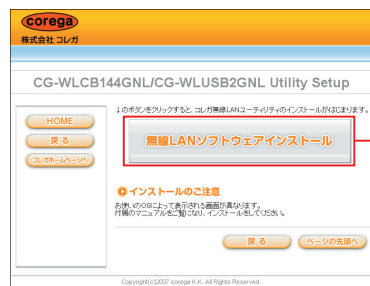 corega
株式会社 コレガ
CG-WLCB144GNL/CG-WLUSB2GNL Utility Setup
HOME
戻る
コレガホームページへ
↓のボタンをクリックすると、コレガ無線LANユーティリティのインストールがはじまります。
無線LANソフトウェアインストール
インストールのご注意
お使いのOSによって表示される画面が異なります。
付属のマニュアルをご覧になり、インストールをしてください。
戻る
ページの先頭へ
Copyright(c)2007 corega K.K. All Rights Reserved.